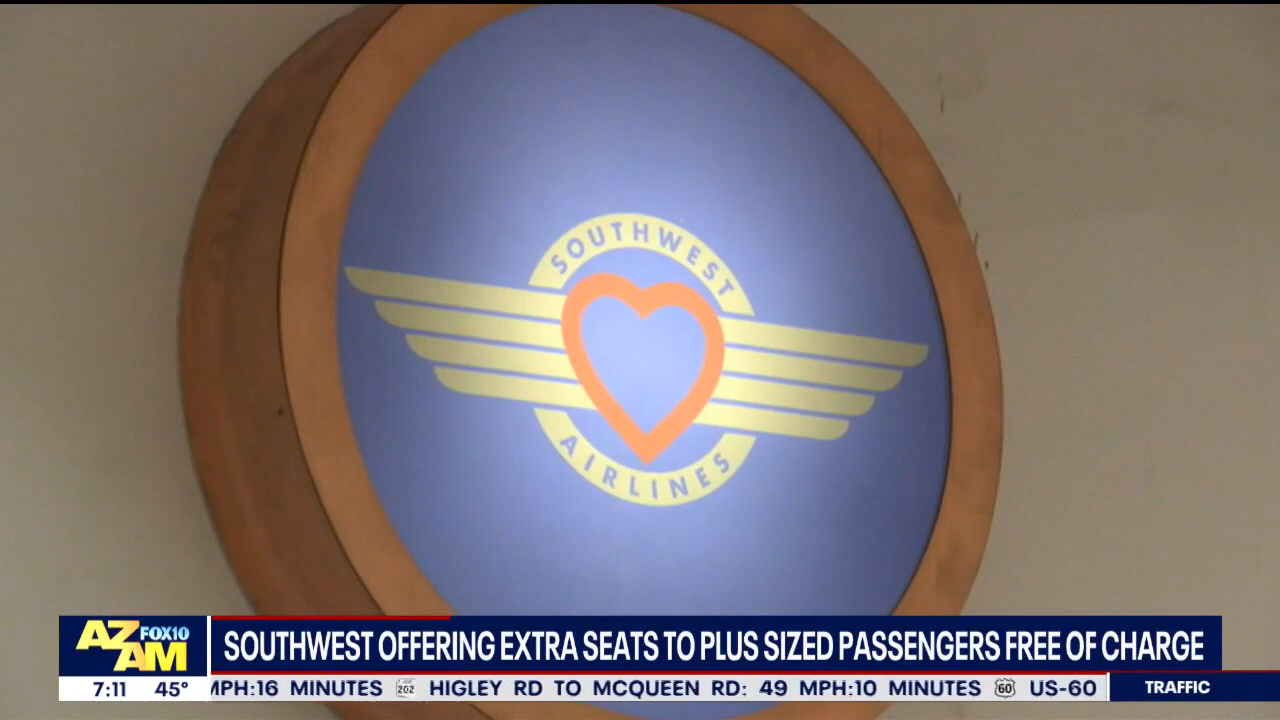 SOUTHWEST
AIRLINES
AZ FOX10
AM
SOUTHWEST OFFERING EXTRA SEATS TO PLUS SIZED PASSENGERS FREE OF CHARGE
7:11 45° MPH:16 MINUTES 202 HIGLEY RD TO MCQUEEN RD: 49 MPH:10 MINUTES 60 US-60 TRAFFIC